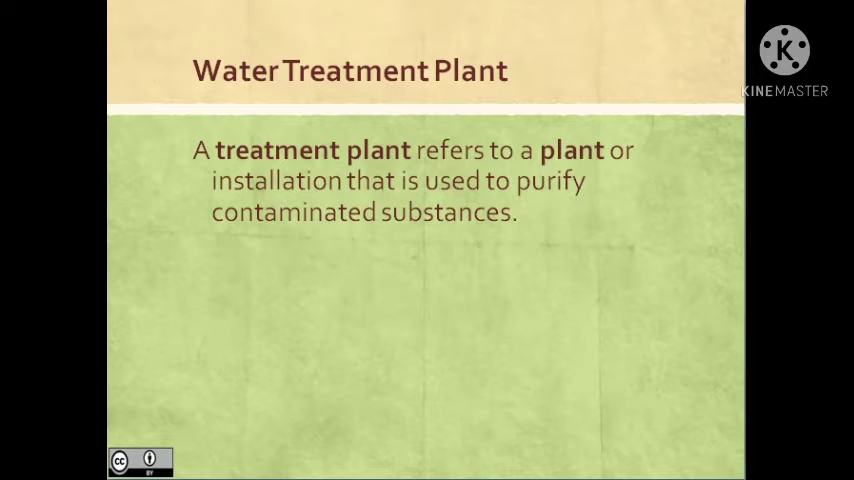 Water Treatment Plant
K
KINEMASTER
A treatment plant refers to a plant or
installation that is used to purify
contaminated substances.
cc
BY